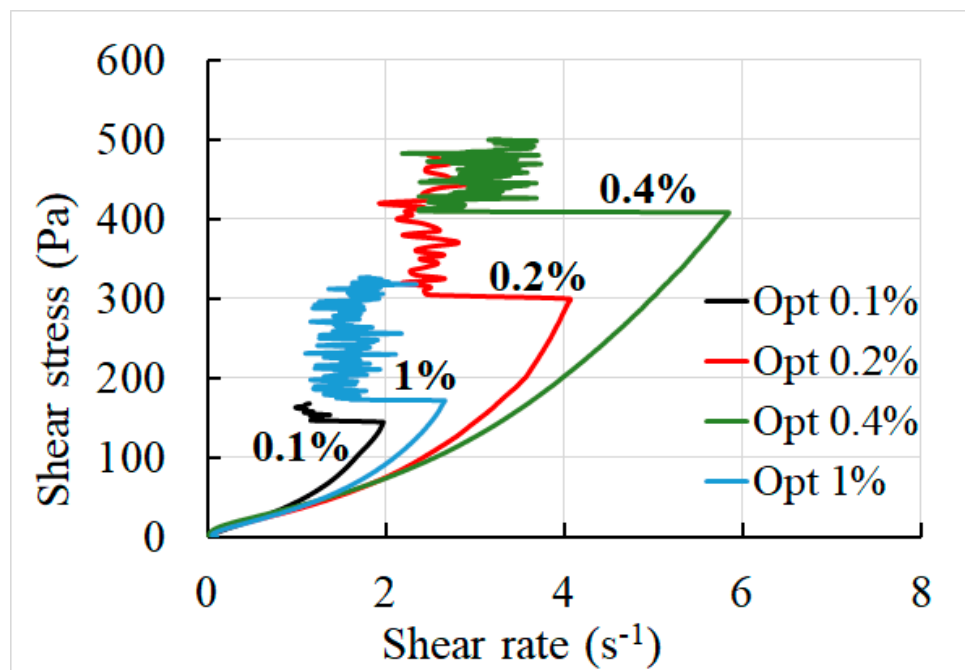 600
500
400
300
200
100
0
Shear stress (Pa)
0.4%
0.2%
1%
0.1%
Opt 0.1%
Opt 0.2%
Opt 0.4%
Opt 1%
0 2 4 6 8
Shear rate (s⁻¹)